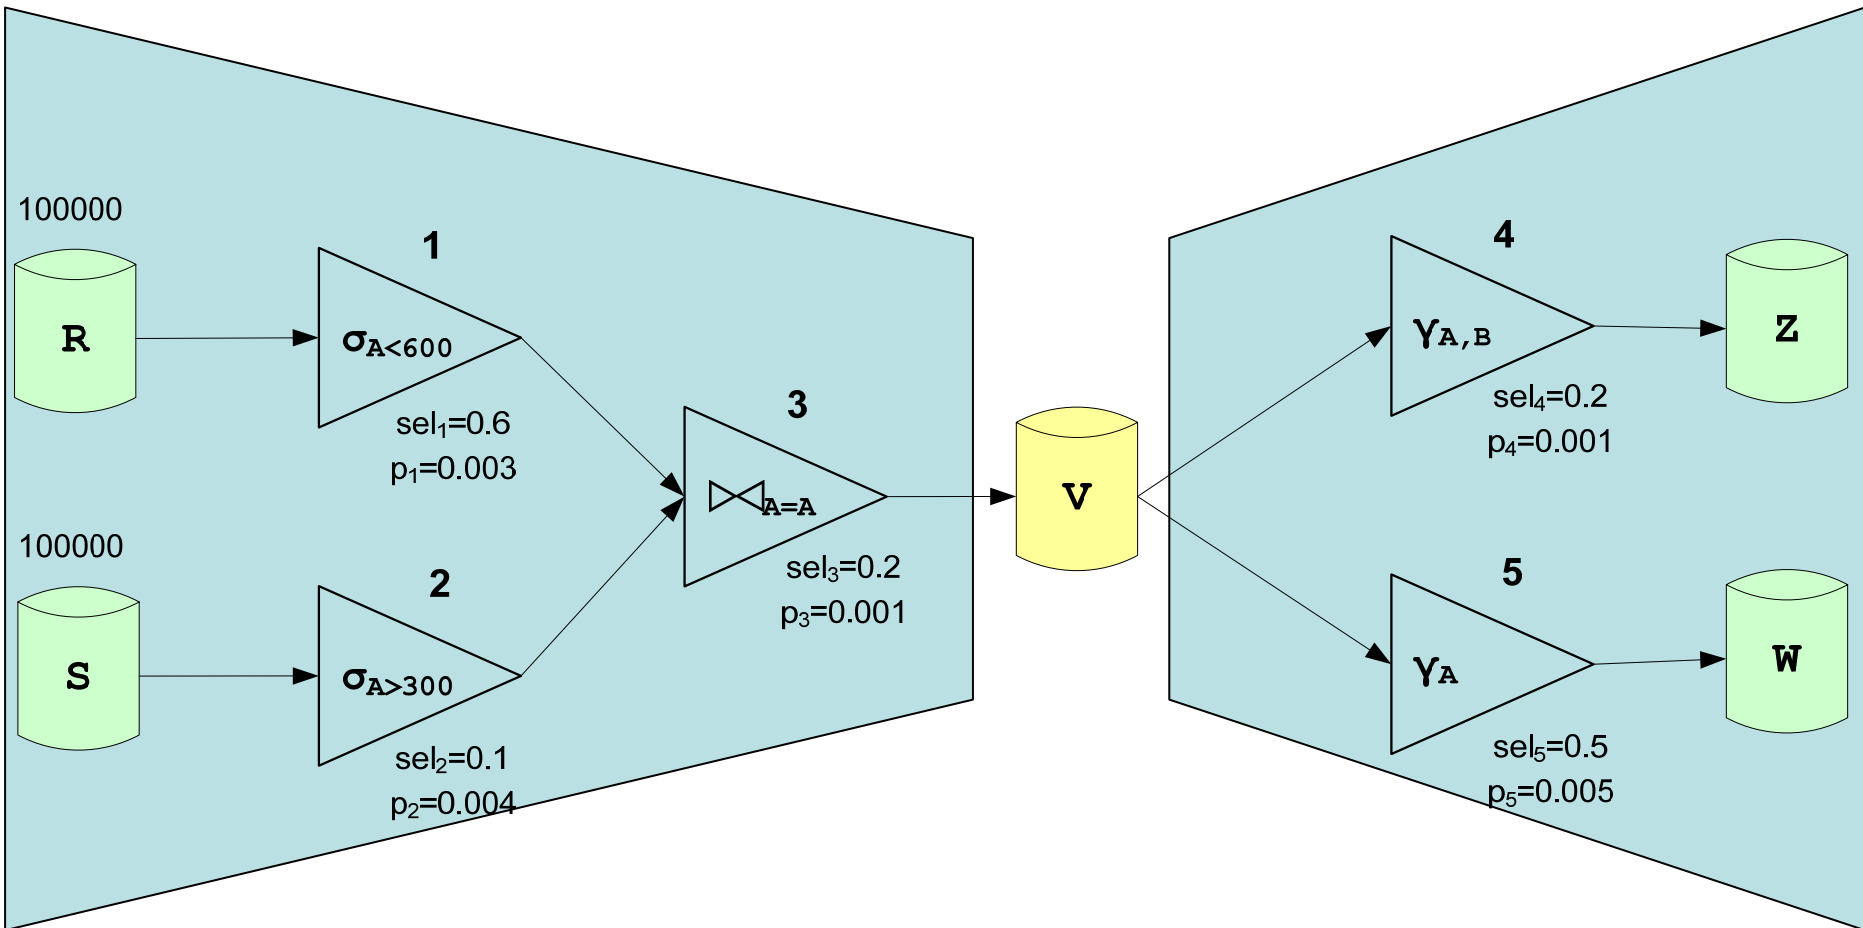 100000
R
1
σA<600
sel1=0.6
p1=0.003
100000
S
2
σA>300
sel2=0.1
p2=0.004
3
⋈A=A
sel3=0.2
p3=0.001
V
4
γA,B
sel4=0.2
p4=0.001
Z
5
γA
sel5=0.5
p5=0.005
W